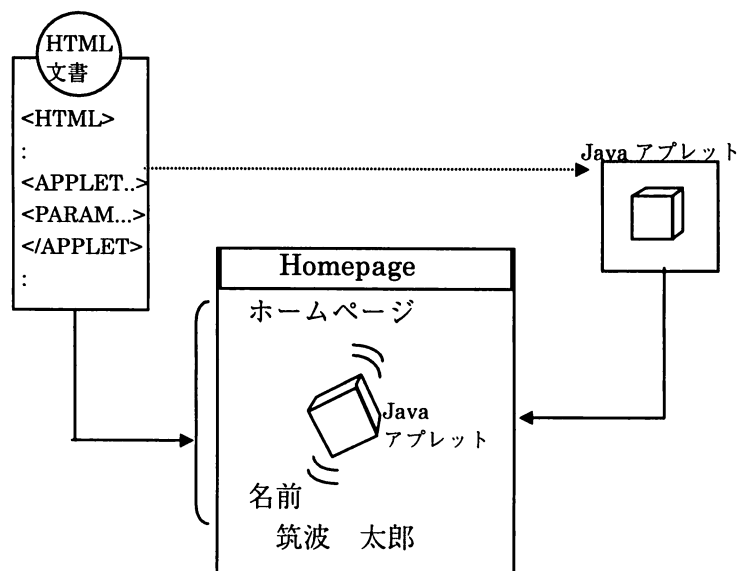 HTML
文書
<HTML>
:
<APPLET..>
<PARAM...>
</APPLET>
:
Java アプレット
Homepage
ホームページ
Java
アプレット
名前
筑波　太郎